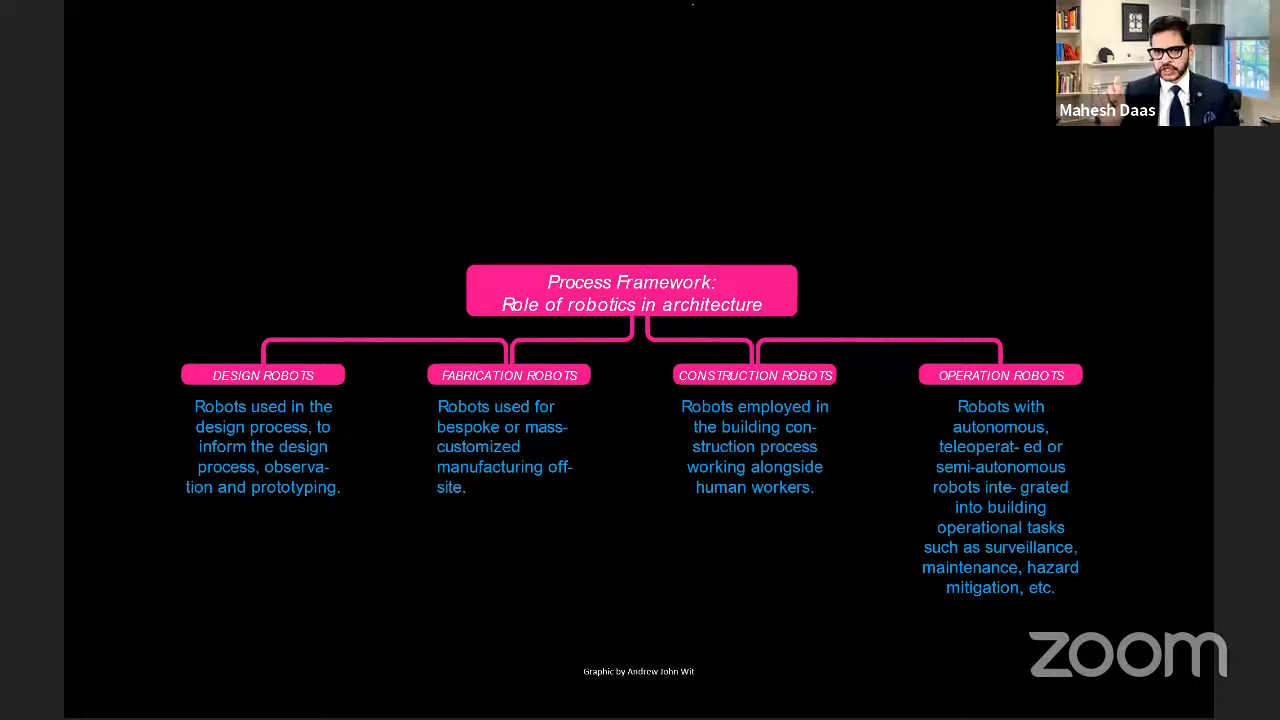 Mahesh Daas
Process Framework:
Role of robotics in architecture
DESIGN ROBOTS
Robots used in the
design process, to
inform the design
process, observa-
tion and prototyping.
FABRICATION ROBOTS
Robots used for
bespoke or mass-
customized
manufacturing off-
site.
CONSTRUCTION ROBOTS
Robots employed in
the building con-
struction process
working alongside
human workers.
OPERATION ROBOTS
Robots with
autonomous,
teleoperat- ed or
semi-autonomous
robots inte- grated
into building
operational tasks
such as surveillance,
maintenance, hazard
mitigation, etc.
Graphic by Andrew John Wit
zoom